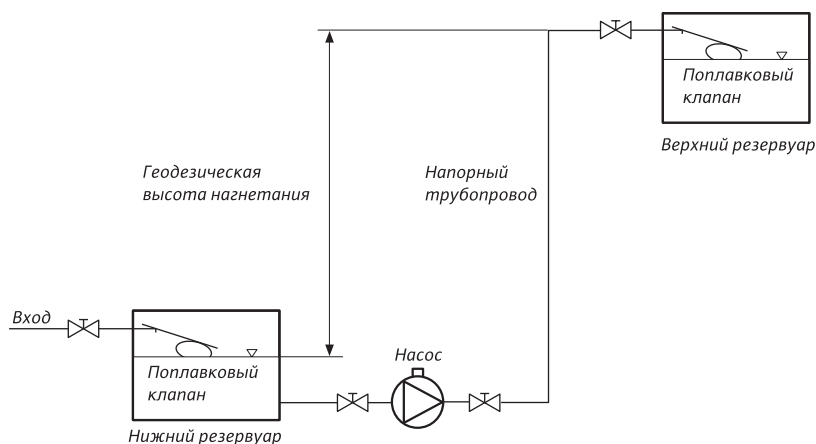 Поплавковый
клапан
Верхний резервуар
Геодезическая
высота нагнетания
Напорный
трубопровод
Вход
Насос
Поплавковый
клапан
Нижний резервуар